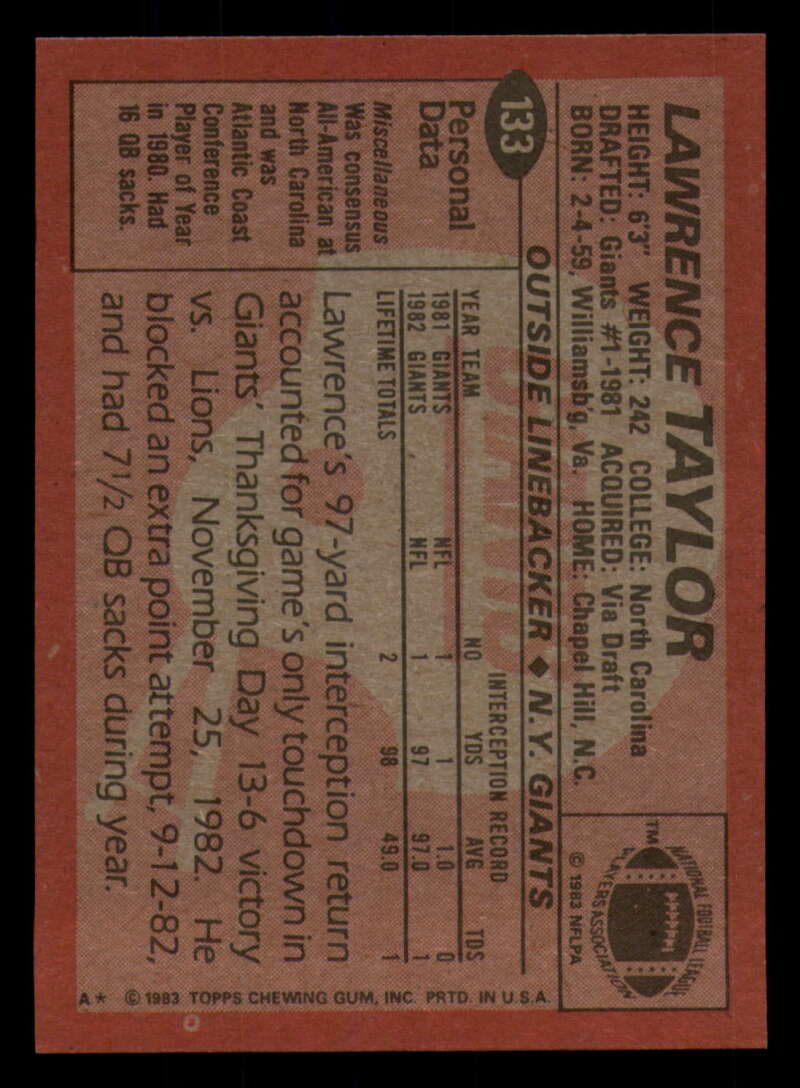 LAWRENCE TAYLOR
HEIGHT: 6'3" WEIGHT: 242 COLLEGE: North Carolina
DRAFTED: Giants #1-1981 ACQUIRED: Via Draft
BORN: 2-4-59, Williamsb'g, Va. HOME: Chapel Hill, N.C.
NATIONAL FOOTBALL LEAGUE
PLAYERS ASSOCIATION
TM
© 1983 NFLPA
133
OUTSIDE LINEBACKER ♦ N.Y. GIANTS
Personal
Data
Miscellaneous
Was consensus
All-American at
North Carolina
and was
Atlantic Coast
Conference
Player of Year
in 1980. Had
16 QB sacks.
GIANTS
INTERCEPTION RECORD
YEAR TEAM NO YDS AVG TDS
1981 GIANTS NFL 1 1 1.0 0
1982 GIANTS NFL 1 97 97.0 1
LIFETIME TOTALS 2 98 49.0 1
Lawrence's 97-yard interception return
accounted for game's only touchdown in
Giants' Thanksgiving Day 13-6 victory
vs. Lions, November 25, 1982. He
blocked an extra point attempt, 9-12-82,
and had 7½ QB sacks during year.
A* © 1983 TOPPS CHEWING GUM, INC. PRTD. IN U.S.A.